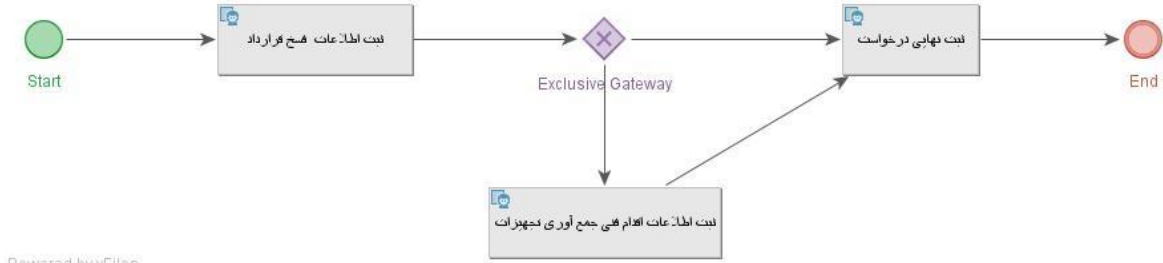 ثبت اطلاعات فسخ قرارداد
ثبت نهایی درخواست
Start
Exclusive Gateway
End
ثبت اطلاعات اقدام فنی جمع آوری تجهیزات
Powered by yFiles